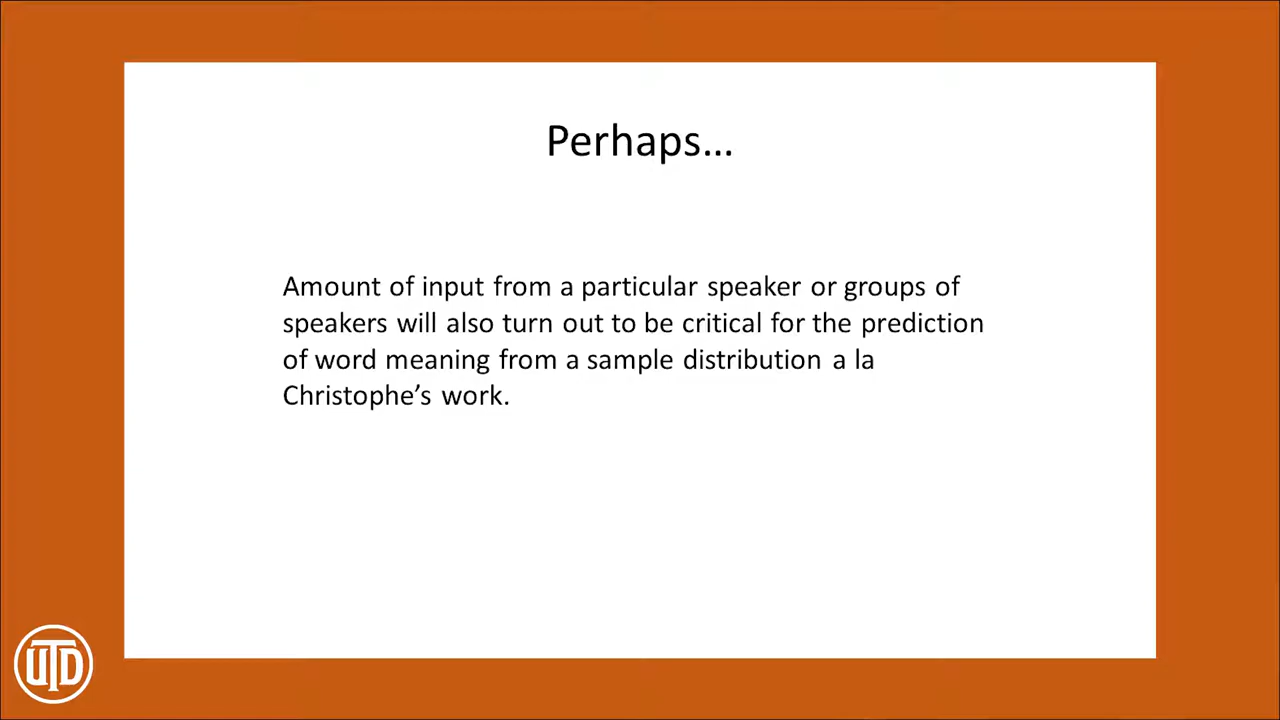 Perhaps...
Amount of input from a particular speaker or groups of
speakers will also turn out to be critical for the prediction
of word meaning from a sample distribution a la
Christophe’s work.
UTD